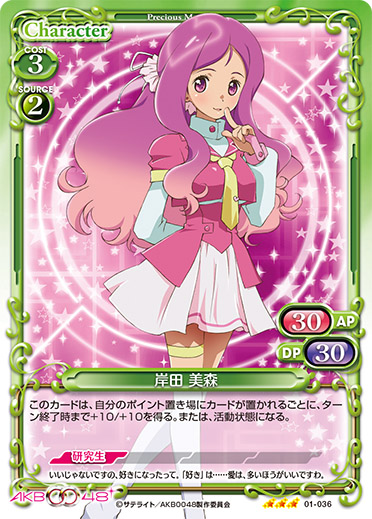 Precious M
Character
COST
3
SOURCE
2
30 AP
DP 30
岸田 美森
このカードは、自分のポイント置き場にカードが置かれるごとに、ター
ン終了時まで+10/+10を得る。または、活動状態になる。
研究生
いいじゃないですの、好きになったって、「好き」は……愛は、多いほうがいいですわ。
AKB0048
©サテライト/AKB0048製作委員会
01-036